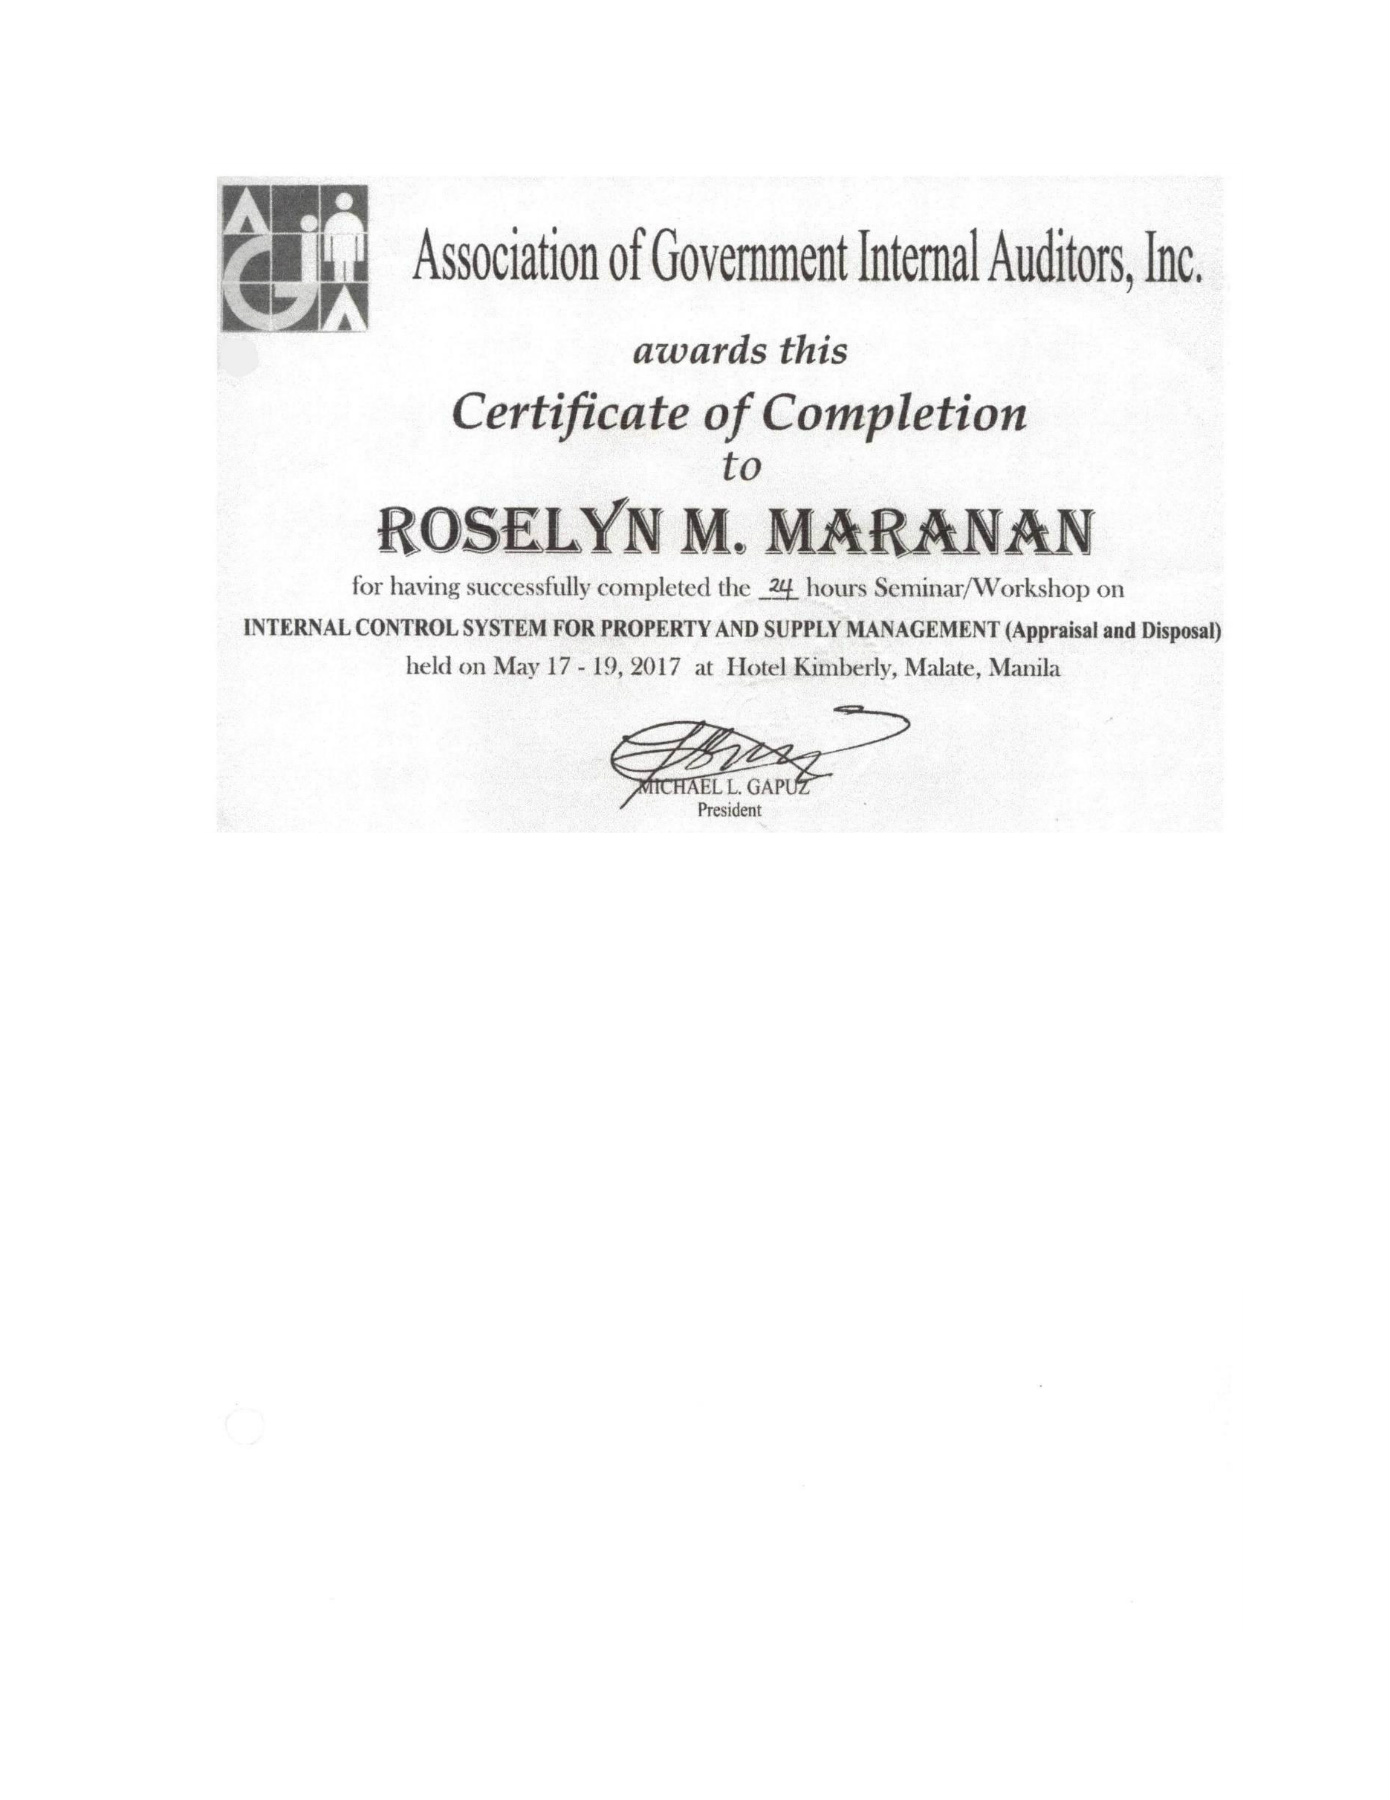 AGIA
Association of Government Internal Auditors, Inc.
awards this
Certificate of Completion
to
ROSELYN M. MARANAN
for having successfully completed the 24 hours Seminar/Workshop on
INTERNAL CONTROL SYSTEM FOR PROPERTY AND SUPPLY MANAGEMENT (Appraisal and Disposal)
held on May 17 - 19, 2017 at Hotel Kimberly, Malate, Manila
MICHAEL L. GAPUZ
President